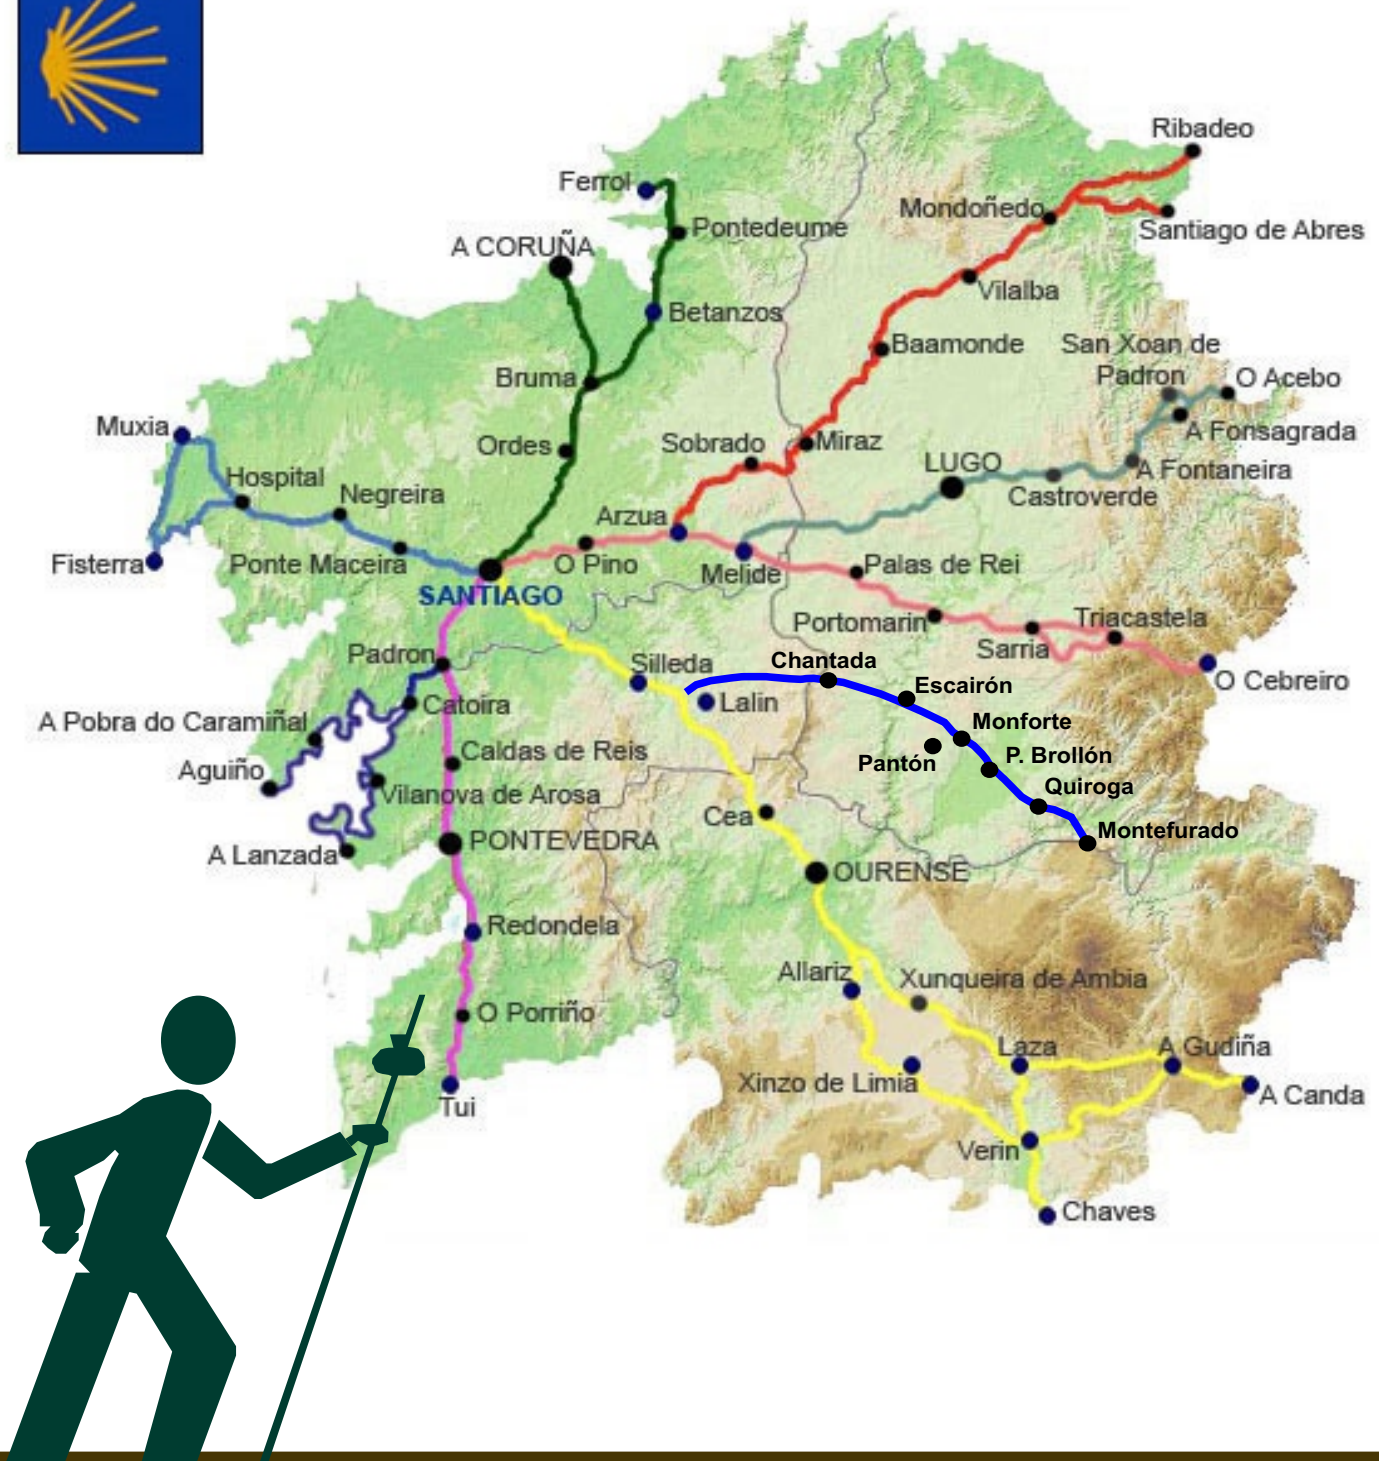 Ribadeo
Ferrol
Mondoñedo
Pontedeume
Santiago de Abres
A CORUÑA
Vilalba
Betanzos
Baamonde
San Xoan de
Padron
O Acebo
Bruma
Muxia
A Fonsagrada
Sobrado
Miraz
Ordes
LUGO
A Fontaneira
Hospital
Castroverde
Negreira
Arzua
Fisterra
Ponte Maceira
O Pino
Melide
Palas de Rei
SANTIAGO
Portomarin
Triacastela
Sarria
Padron
Silleda
Chantada
O Cebreiro
Escairón
Lalin
Catoira
A Pobra do Caramiñal
Monforte
Caldas de Reis
P. Brollón
Pantón
Aguiño
Quiroga
Vilanova de Arosa
Cea
Montefurado
PONTEVEDRA
A Lanzada
OURENSE
Redondela
Allariz
Xunqueira de Ambia
O Porriño
Laza
A Gudiña
Xinzo de Limia
A Canda
Tui
Verin
Chaves